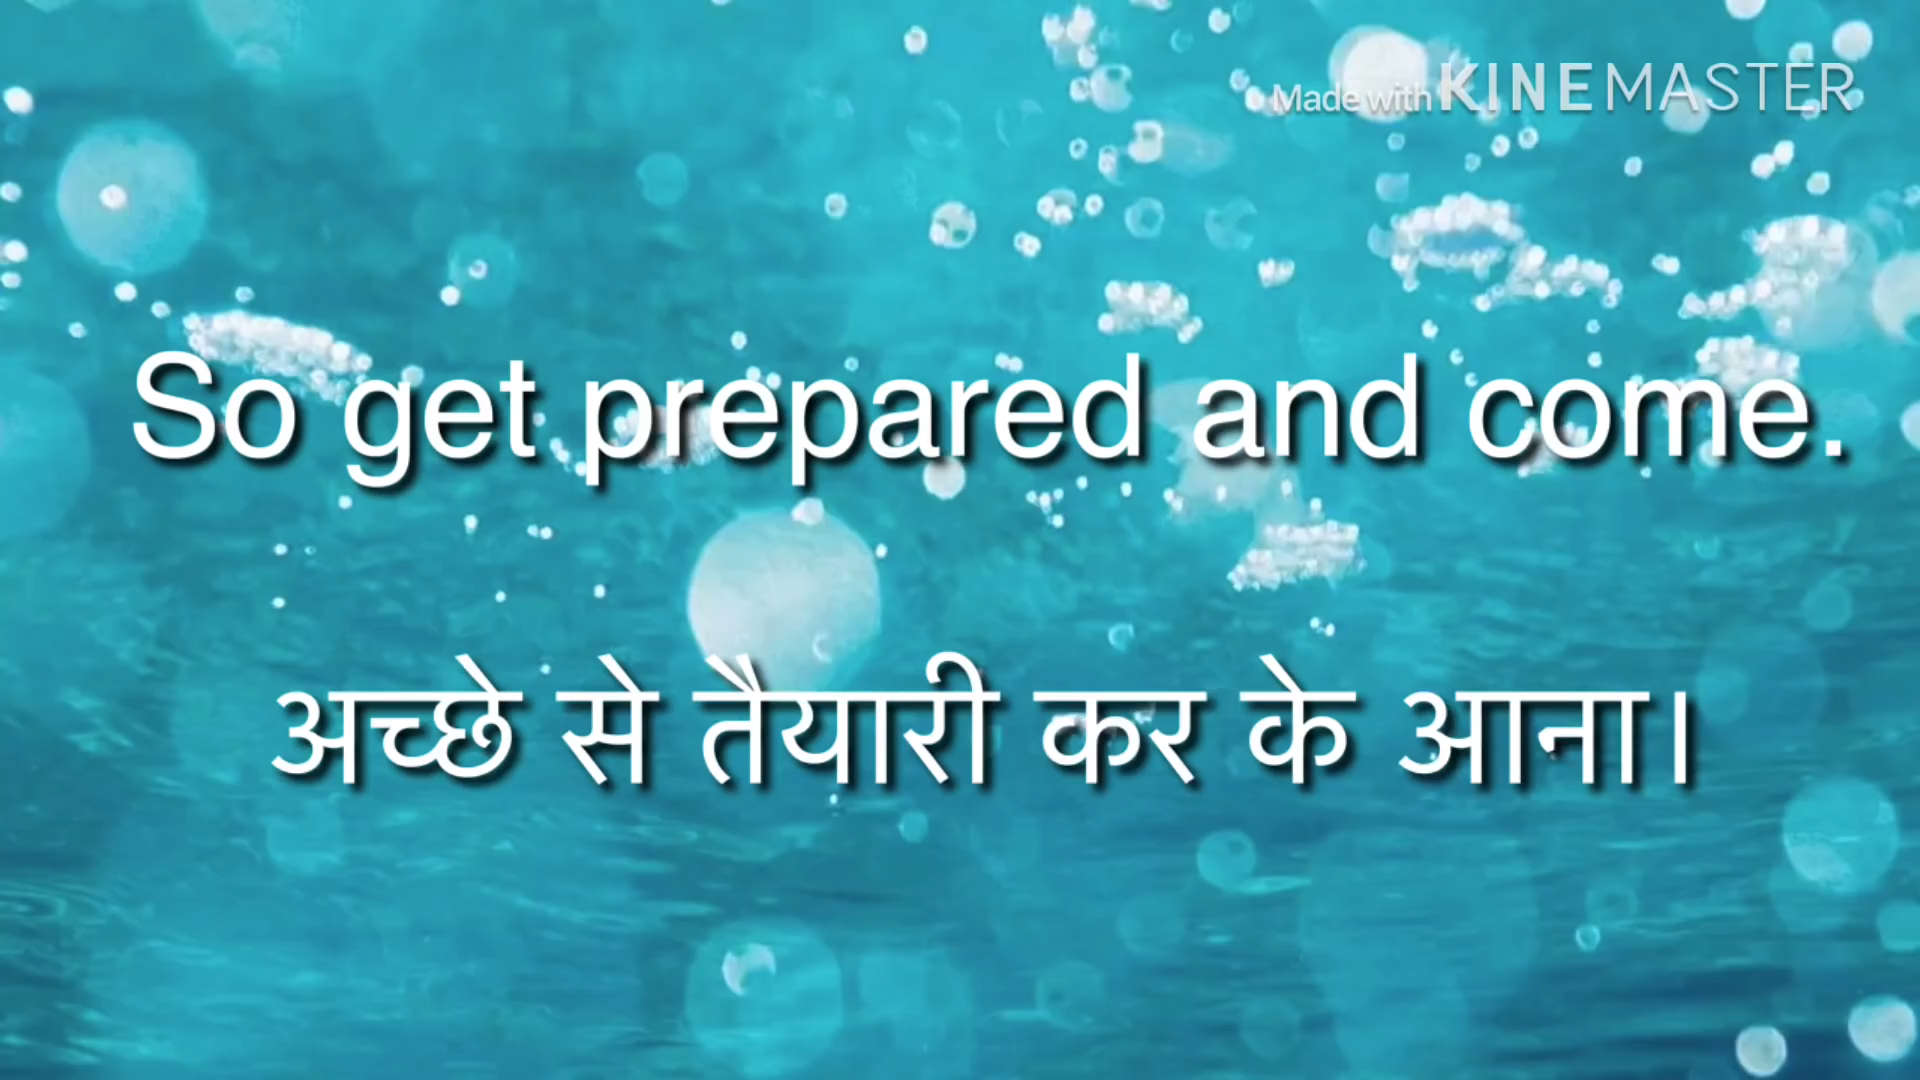 Made with KINEMASTER
So get prepared and come.
अच्छे से तैयारी कर के आना।